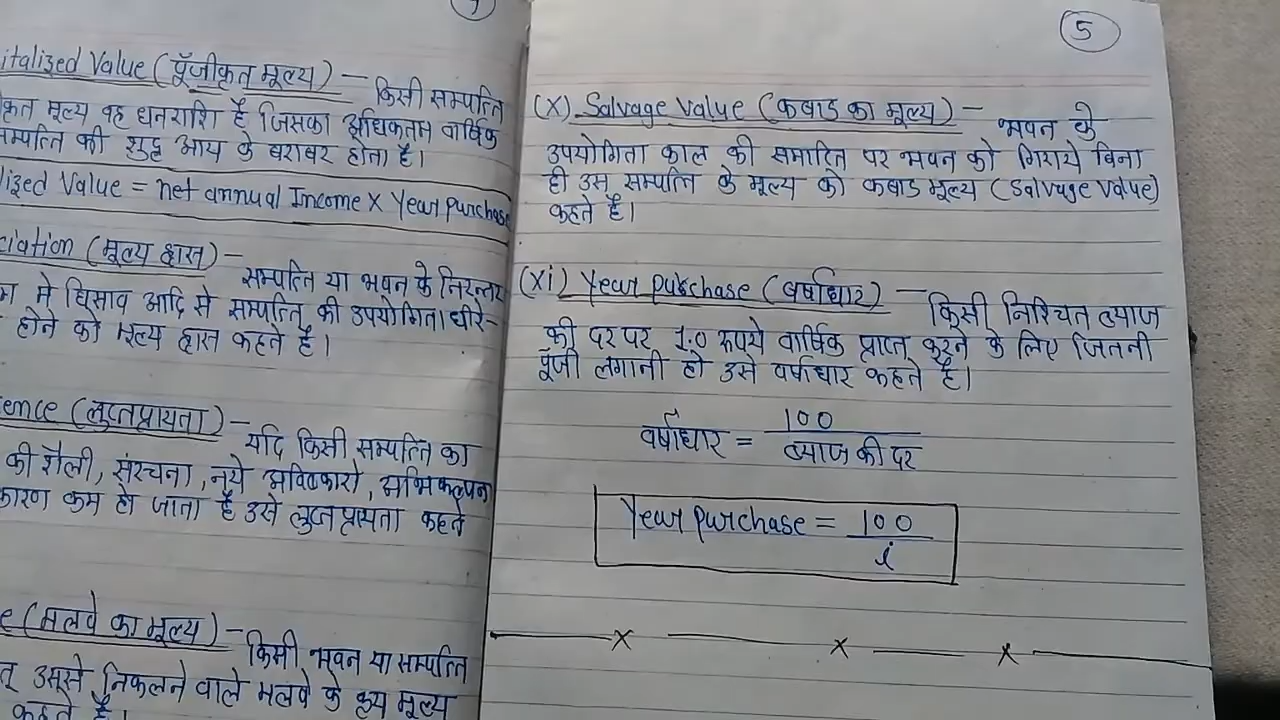 italized Value (पूँजीकृत मूल्य) — किसी सम्पत्ति
कृत मूल्य वह धनराशि है जिसका अधिकतम वार्षिक
म्पत्ति की शुद्ध आय के बराबर होता है।
lized Value = net annual Income × Year Purchase
ciation (मूल्य ह्रास) — सम्पत्ति या भवन के निरन्तर
में घिसाव आदि से सम्पत्ति की उपयोगिता धीरे-
होने को मूल्य ह्रास कहते है।
ence (लुप्तप्रायता) — यदि किसी सम्पत्ति का
की शैली, संरचना, नये अविष्कारो, अभिकल्पना
कारण कम हो जाता है उसे लुप्तप्रायता कहते
e (मलवे का मूल्य) — किसी भवन या सम्पत्ति
उससे निकलने वाले मलवे के मूल्य
कहते है।
5
(X) Salvage Value (कबाड का मूल्य) — भवन के
उपयोगिता काल की समाप्ति पर भवन को गिराये बिना
ही उस सम्पत्ति के मूल्य को कबाड मूल्य (Salvage Value)
कहते है।
(Xi) Year purchase (वर्षाधार) — किसी निश्चित ब्याज
की दर पर 1.0 रूपये वार्षिक प्राप्त करने के लिए जितनी
पूँजी लगानी हो उसे वर्षाधार कहते है।
वर्षाधार = 100
ब्याज की दर
Year purchase = 100
i